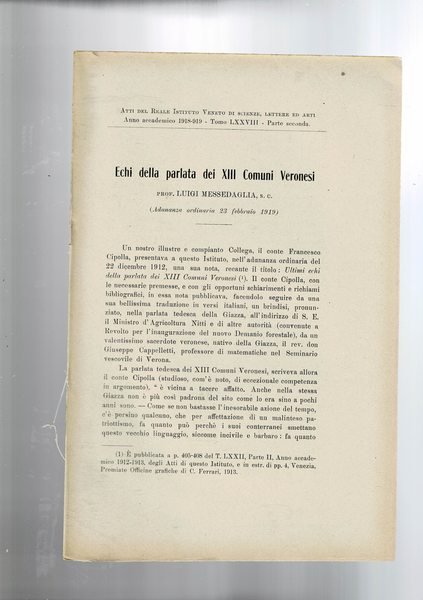 Atti del Reale Istituto Veneto di scienze, lettere ed arti
Anno accademico 1918-919 - Tomo LXXVIII - Parte seconda.
Echi della parlata dei XIII Comuni Veronesi
prof. LUIGI MESSEDAGLIA, s. c.
(Adunanza ordinaria 23 febbraio 1919)
Un nostro illustre e compianto Collega, il conte Francesco
Cipolla, presentava a questo Istituto, nell'adunanza ordinaria del
22 dicembre 1912, una sua nota, recante il titolo: Ultimi echi
della parlata dei XIII Comuni Veronesi (1). Il conte Cipolla, con
le necessarie premesse, e con gli opportuni schiarimenti e richiami
bibliografici, in essa nota pubblicava, facendolo seguire da una
sua bellissima traduzione in versi italiani, un brindisi, pronun-
ziato, nella parlata tedesca della Giazza, all'indirizzo di S. E.
il Ministro d'Agricoltura Nitti e di altre autorità (convenute a
Revolto per l'inaugurazione del nuovo Demanio forestale), da un
valentissimo sacerdote veronese, nativo della Giazza, il rev. don
Giuseppe Cappelletti, professore di matematiche nel Seminario
vescovile di Verona.
La parlata tedesca dei XIII Comuni Veronesi, scriveva allora
il conte Cipolla (studioso, com'è noto, di eccezionale competenza
in argomento), " è vicina a tacere affatto. Anche nella stessa
Giazza non è più così padrona del sito come lo era sino a pochi
anni sono. — Come se non bastasse l'inesorabile azione del tempo,
c'è persino qualcuno, che per affettazione di un malinteso pa-
triottismo, fa quanto può perchè i suoi conterranei smettano
questo vecchio linguaggio, siccome incivile e barbaro: fa quanto
(1) È pubblicata a p. 405-408 del T. LXXII, Parte II, Anno accade-
mico 1912-1913, degli Atti di questo Istituto, e in estr. di pp. 4. Venezia,
Premiate Officine grafiche di C. Ferrari, 1913.